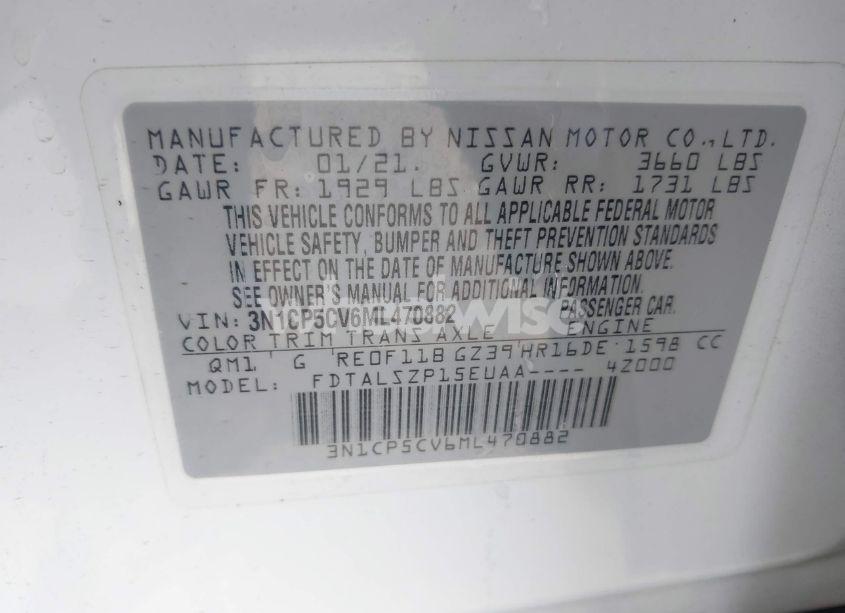 MANUFACTURED BY NISSAN MOTOR CO., LTD.
DATE: 01/21. GVWR: 3660 LBS
GAWR FR: 1929 LBS. GAWR RR: 1731 LBS
THIS VEHICLE CONFORMS TO ALL APPLICABLE FEDERAL MOTOR
VEHICLE SAFETY, BUMPER AND THEFT PREVENTION STANDARDS
IN EFFECT ON THE DATE OF MANUFACTURE SHOWN ABOVE.
SEE OWNER'S MANUAL FOR ADDITIONAL INFORMATION.
VIN: 3N1CP5CV6ML470882 PASSENGER CAR.
COLOR TRIM TRANS AXLE ENGINE
QM1 G RE0F11B GZ39 HR16DE 1598 CC
MODEL: FDTALSZP15EUAA---- 4Z000
3N1CP5CV6ML470882